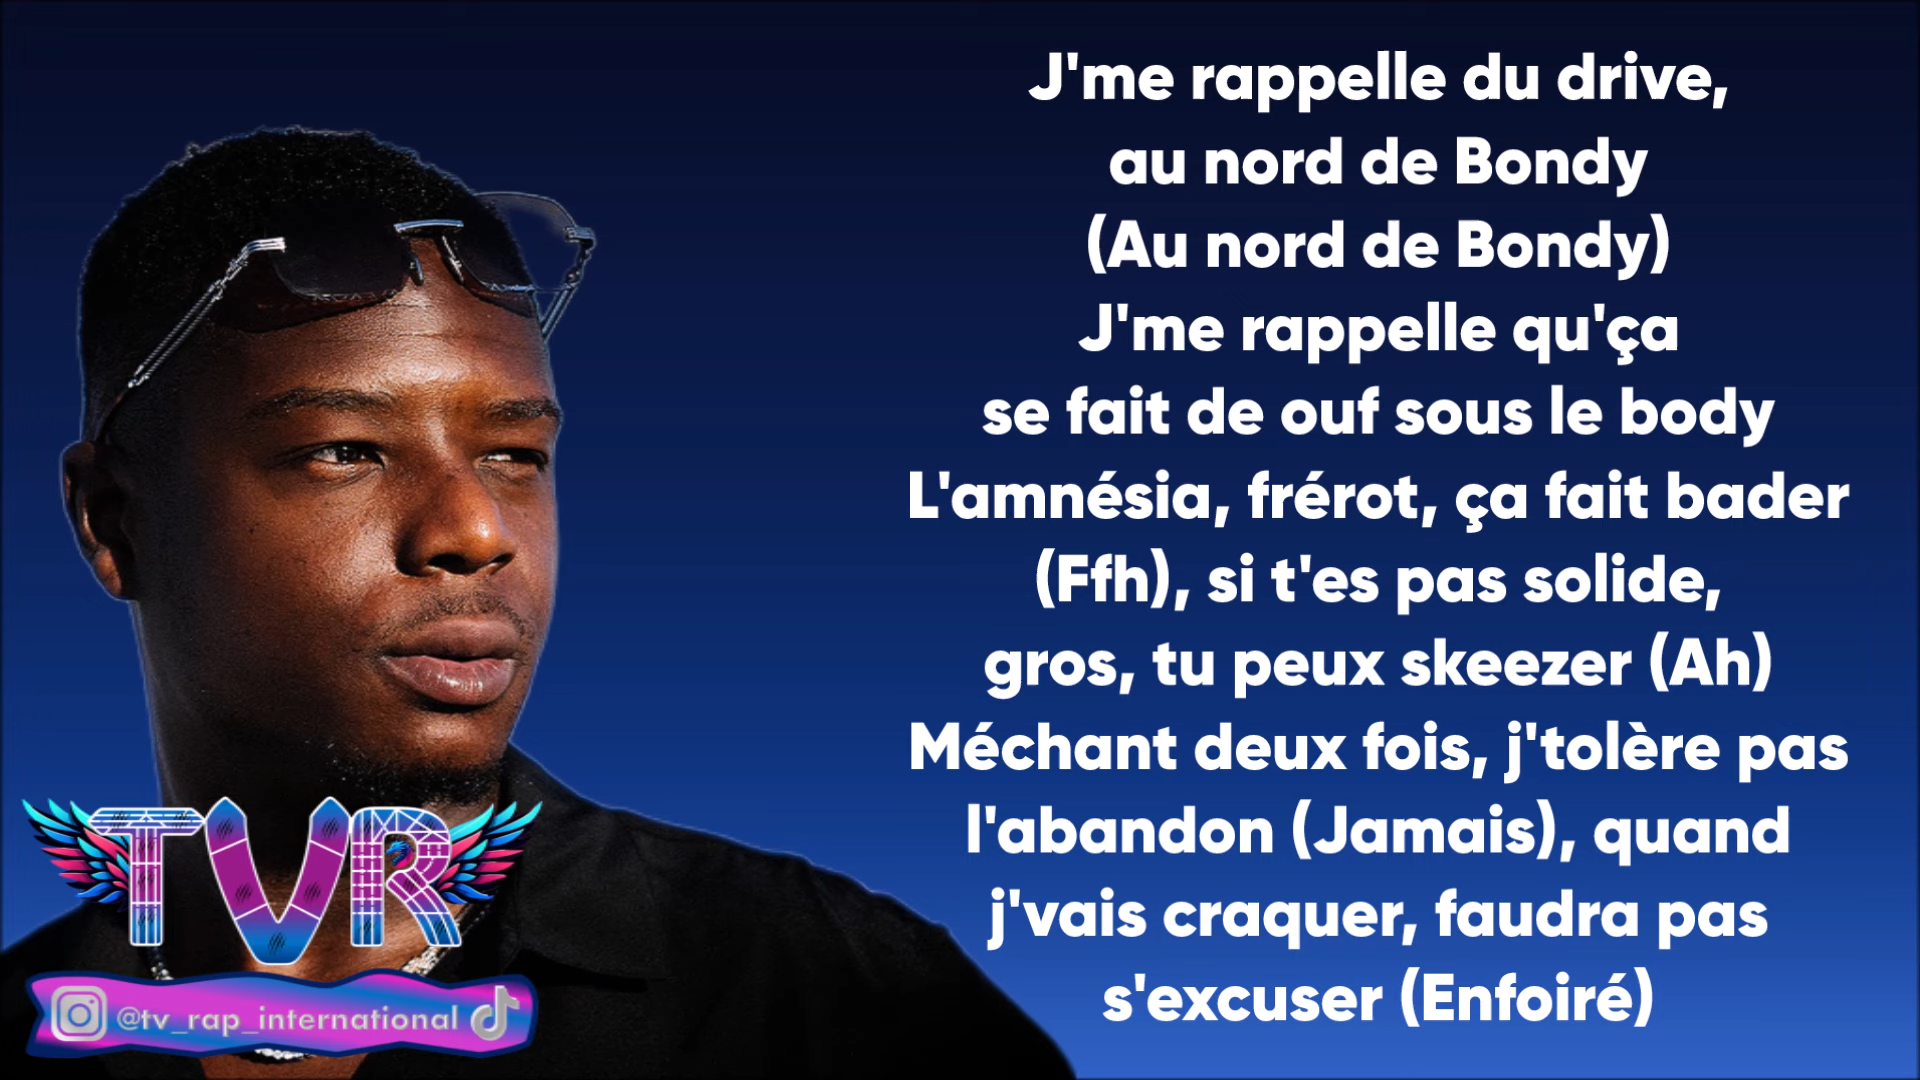 J'me rappelle du drive,
au nord de Bondy
(Au nord de Bondy)
J'me rappelle qu'ça
se fait de ouf sous le body
L'amnésia, frérot, ça fait bader
(Ffh), si t'es pas solide,
gros, tu peux skeezer (Ah)
Méchant deux fois, j'tolère pas
l'abandon (Jamais), quand
j'vais craquer, faudra pas
s'excuser (Enfoiré)
TVR
@tv_rap_international